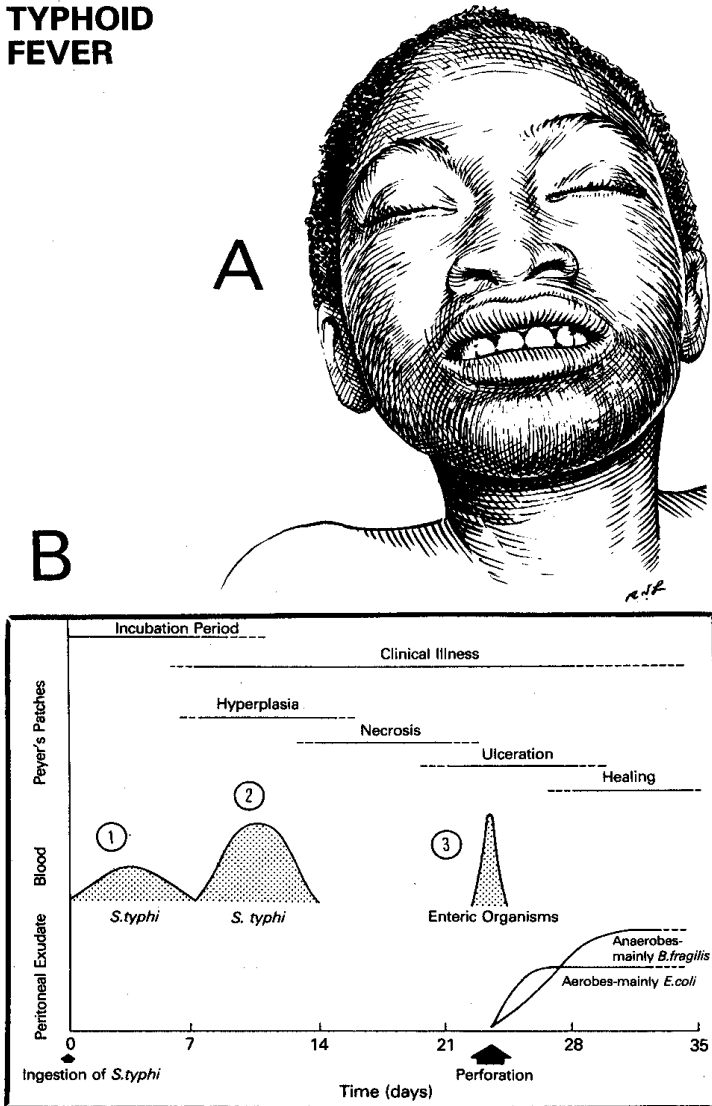 TYPHOID
FEVER
A
B
Incubation Period
Clinical Illness
Hyperplasia
Necrosis
Ulceration
Healing
Peyer's Patches
Blood
Peritoneal Exudate
1
2
3
S.typhi
S. typhi
Enteric Organisms
Anaerobes-
mainly B.fragilis
Aerobes-mainly E.coli
0
7
14
21
28
35
Ingestion of S.typhi
Perforation
Time (days)